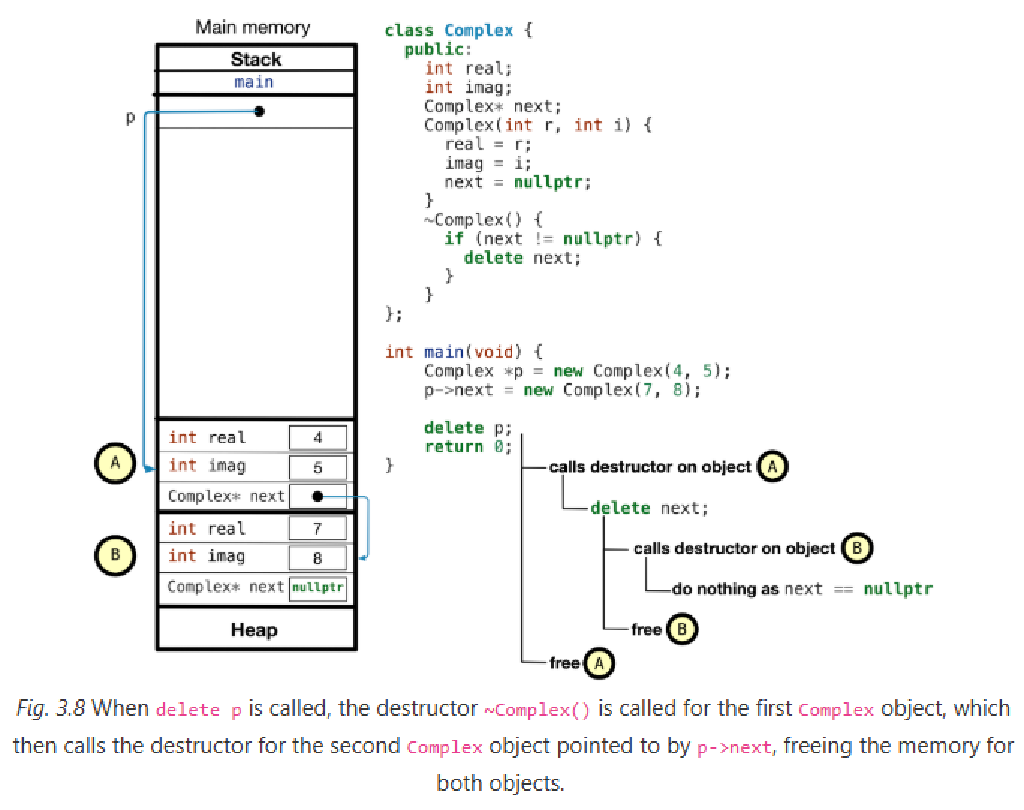 Main memory
Stack
main
p
int real 4
A
int imag 5
Complex* next
int real 7
B
int imag 8
Complex* next nullptr
Heap
class Complex {
public:
int real;
int imag;
Complex* next;
Complex(int r, int i) {
real = r;
imag = i;
next = nullptr;
}
~Complex() {
if (next != nullptr) {
delete next;
}
}
};
int main(void) {
Complex *p = new Complex(4, 5);
p->next = new Complex(7, 8);
delete p;
return 0;
}
calls destructor on object A
delete next;
calls destructor on object B
do nothing as next == nullptr
free B
free A
Fig. 3.8 When delete p is called, the destructor ~Complex() is called for the first Complex object, which
then calls the destructor for the second Complex object pointed to by p->next, freeing the memory for
both objects.